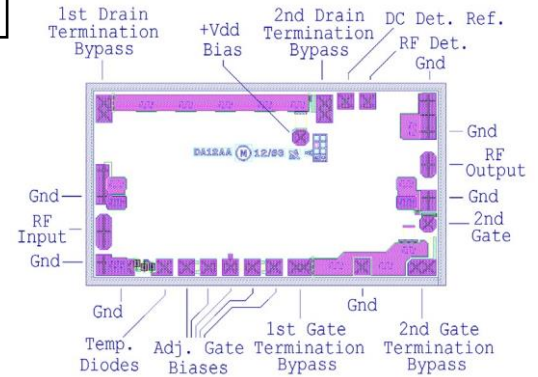 1st Drain
Termination
Bypass
+Vdd
Bias
2nd Drain
Termination
Bypass
DC Det. Ref.
RF Det.
Gnd
Gnd
RF
Output
Gnd
2nd
Gate
DA12AA M 12/03
Gnd
RF
Input
Gnd
Gnd
Temp.
Diodes
Adj. Gate
Biases
1st Gate
Termination
Bypass
Gnd
2nd Gate
Termination
Bypass